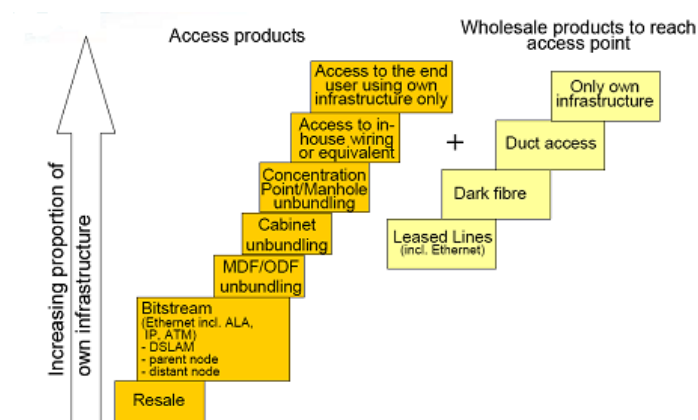 Access products
Wholesale products to reach
access point
Increasing proportion of
own infrastructure
Access to the end
user using own
infrastructure only
Access to in-
house wiring
or equivalent
Concentration
Point/Manhole
unbundling
Cabinet
unbundling
MDF/ODF
unbundling
Bitstream
(Ethernet incl. ALA,
IP, ATM)
- DSLAM
- parent node
- distant node
Resale
+
Only own
infrastructure
Duct access
Dark fibre
Leased Lines
(incl. Ethernet)